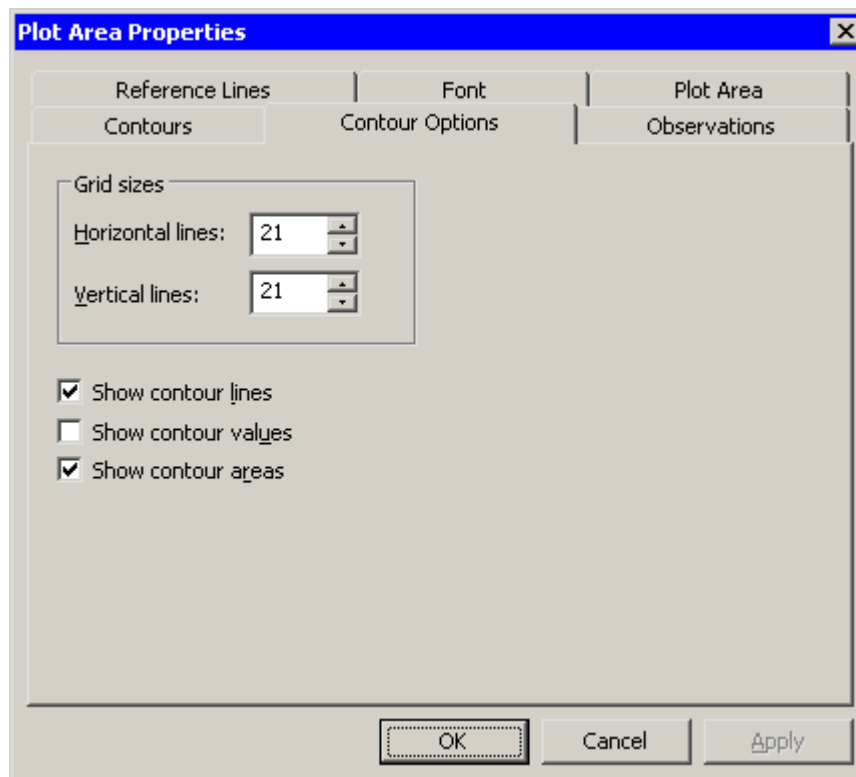 Plot Area Properties
Reference Lines
Font
Plot Area
Contours
Contour Options
Observations
Grid sizes
Horizontal lines: 21
Vertical lines: 21
Show contour lines
Show contour values
Show contour areas
OK
Cancel
Apply